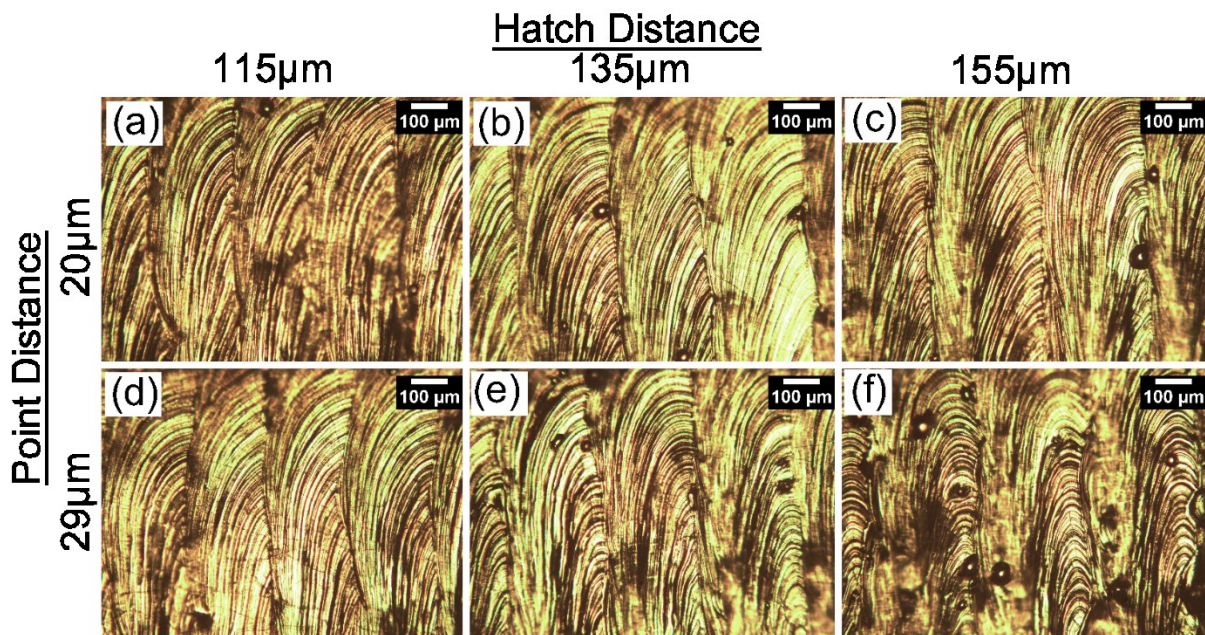 Hatch Distance
115µm 135µm 155µm
Point Distance
20µm
(a) 100 µm
(b) 100 µm
(c) 100 µm
29µm
(d) 100 µm
(e) 100 µm
(f) 100 µm